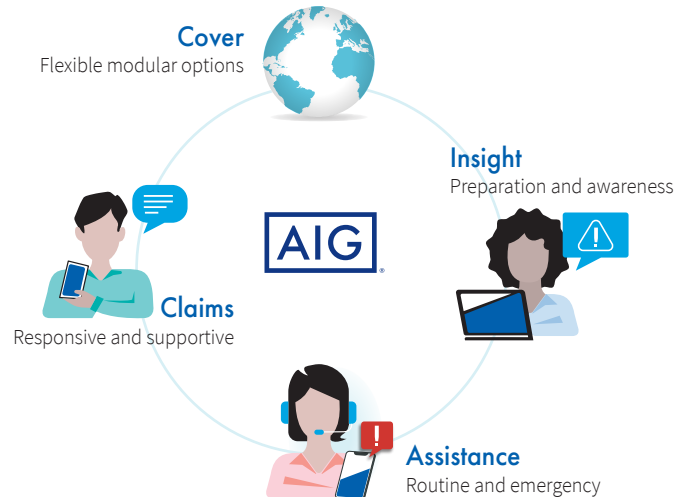 Cover
Flexible modular options
Insight
Preparation and awareness
AIG®
Claims
Responsive and supportive
!
Assistance
Routine and emergency